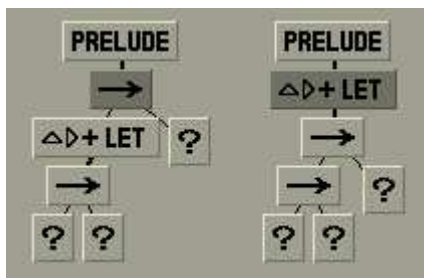 PRELUDE PRELUDE
→ △▷+ LET
△▷+ LET ? →
→ → ?
? ? ? ?